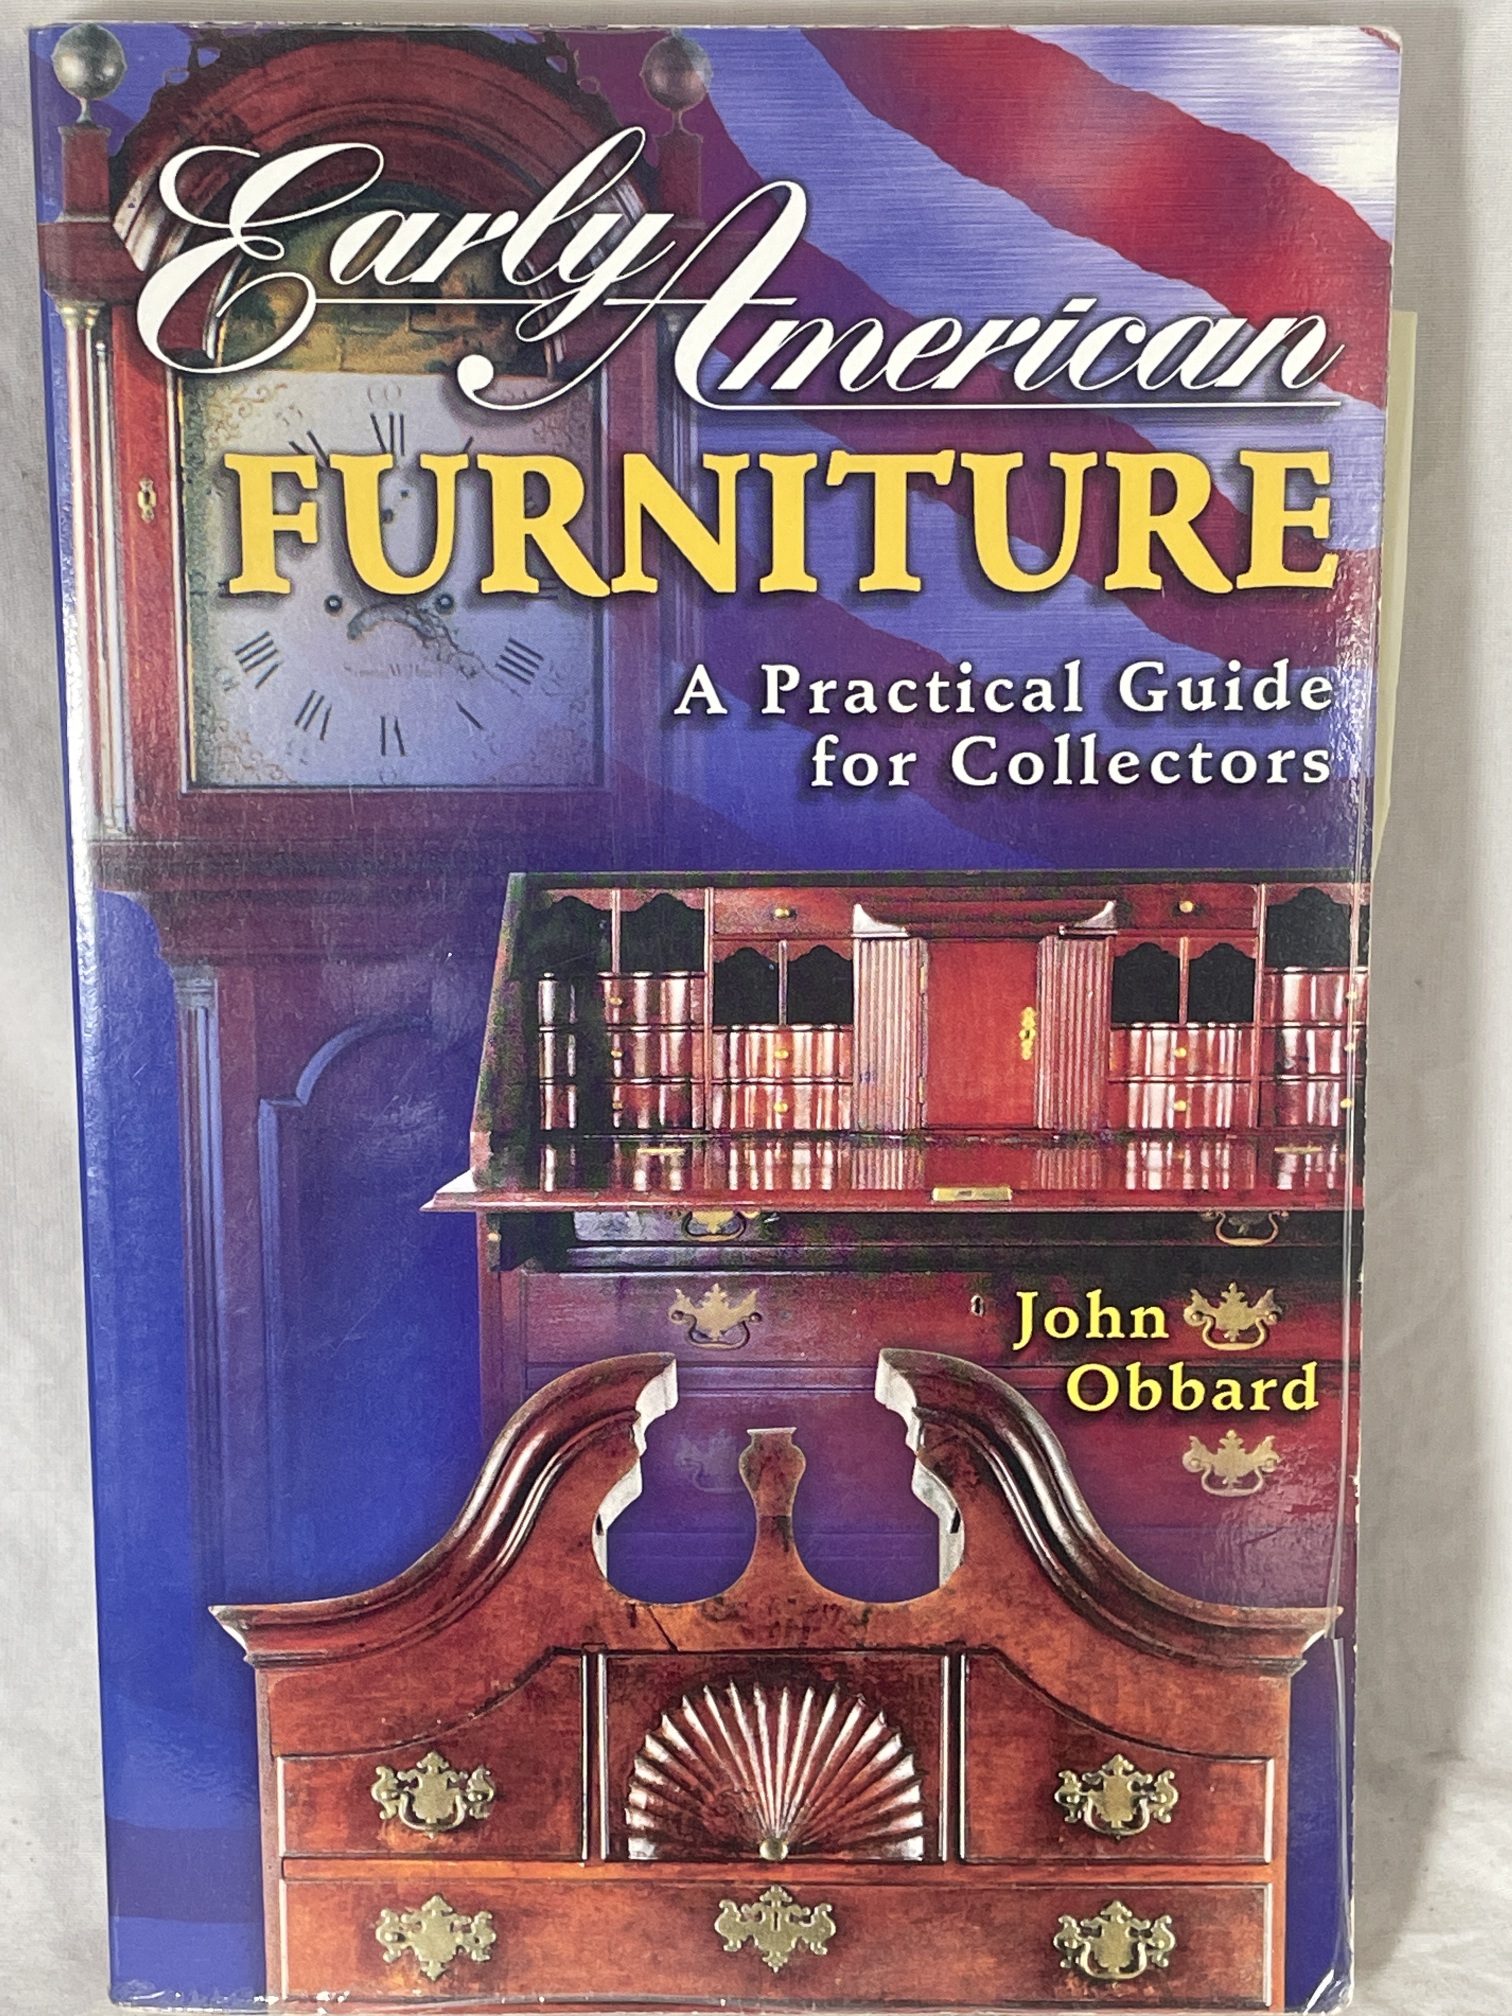 Early American
FURNITURE
A Practical Guide
for Collectors
John
Obbard